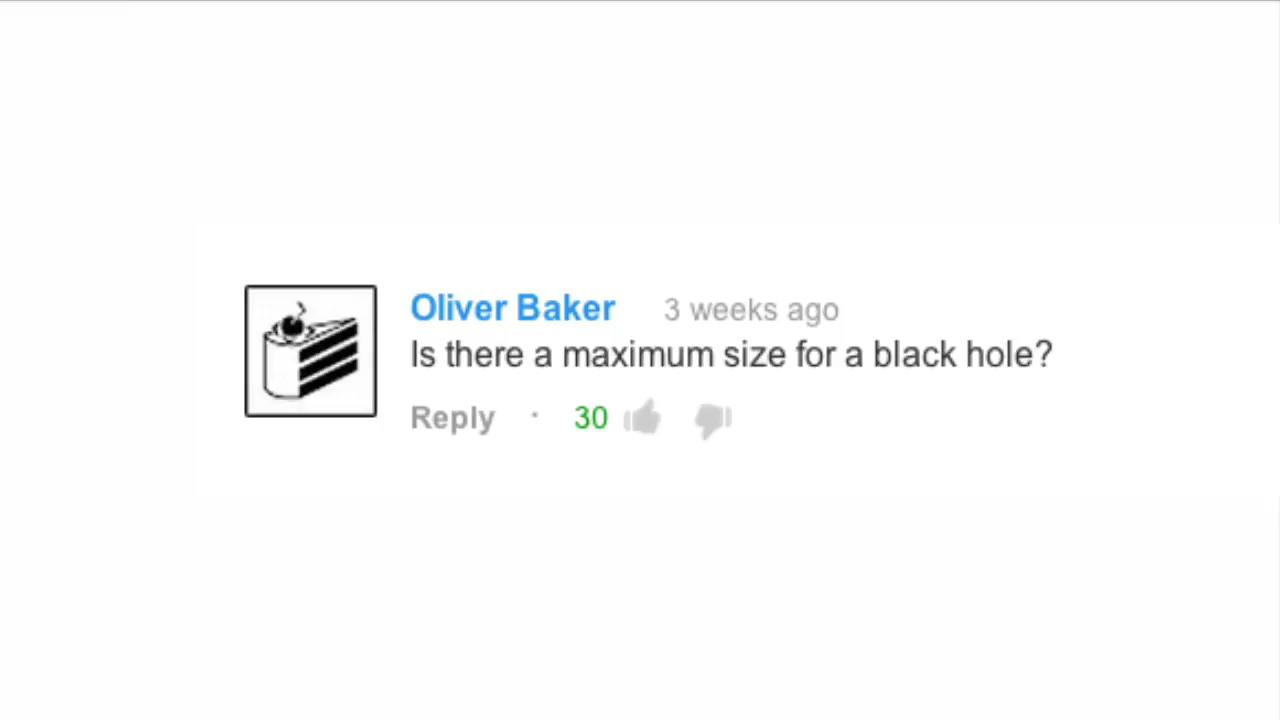 Oliver Baker 3 weeks ago
Is there a maximum size for a black hole?
Reply · 30